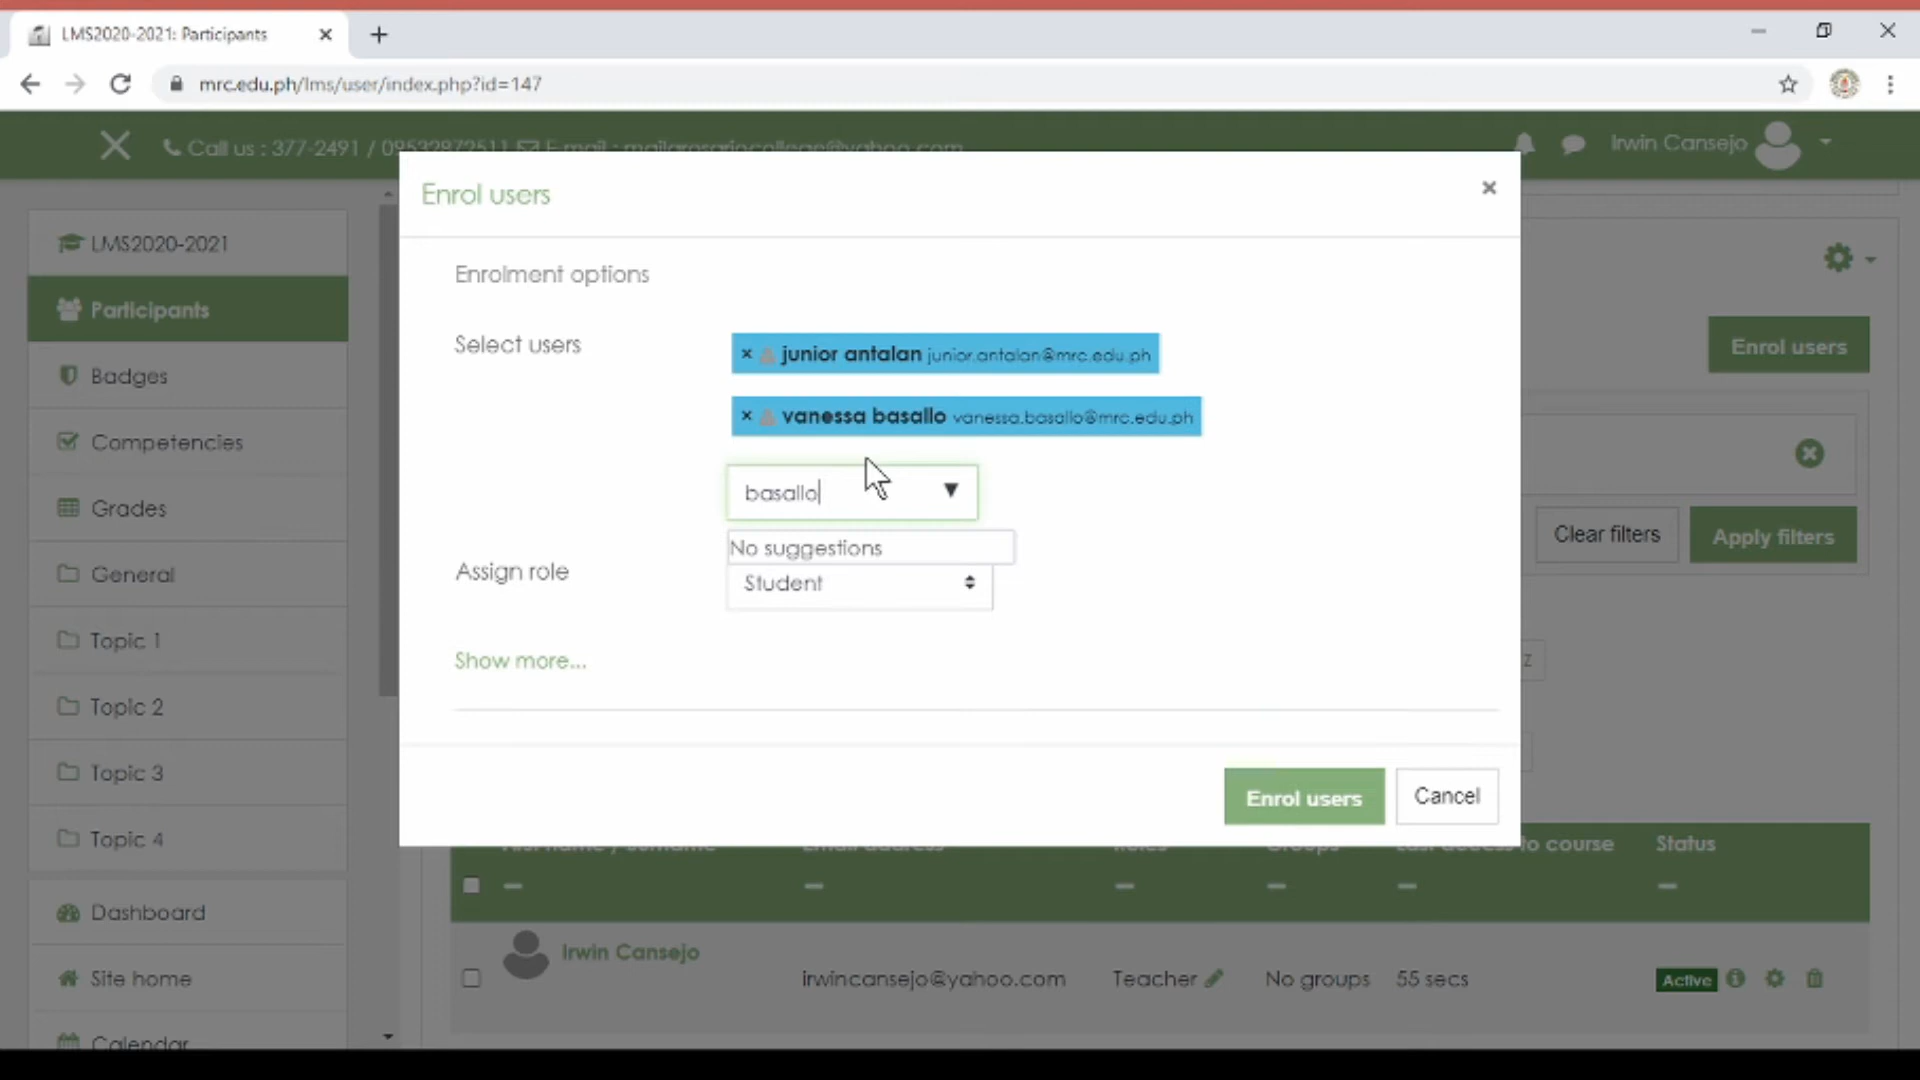 LMS2020-2021: Participants
mrc.edu.ph/lms/user/index.php?id=147
Call us : 377-2491 / 09532872511 E-mail : mailarosariocollege@yahoo.com
Irwin Cansejo
Enrol users
LMS2020-2021
Participants
Badges
Competencies
Grades
General
Topic 1
Topic 2
Topic 3
Topic 4
Dashboard
Site home
Calendar
Enrolment options
Select users
× junior antalan junior.antalan@mrc.edu.ph
× vanessa basallo vanessa.basallo@mrc.edu.ph
basallo
No suggestions
Assign role
Student
Show more...
Enrol users
Cancel
Enrol users
Clear filters
Apply filters
Z
First name / Surname Email address Roles Groups Last access to course Status
Irwin Cansejo
irwincansejo@yahoo.com Teacher No groups 55 secs Active